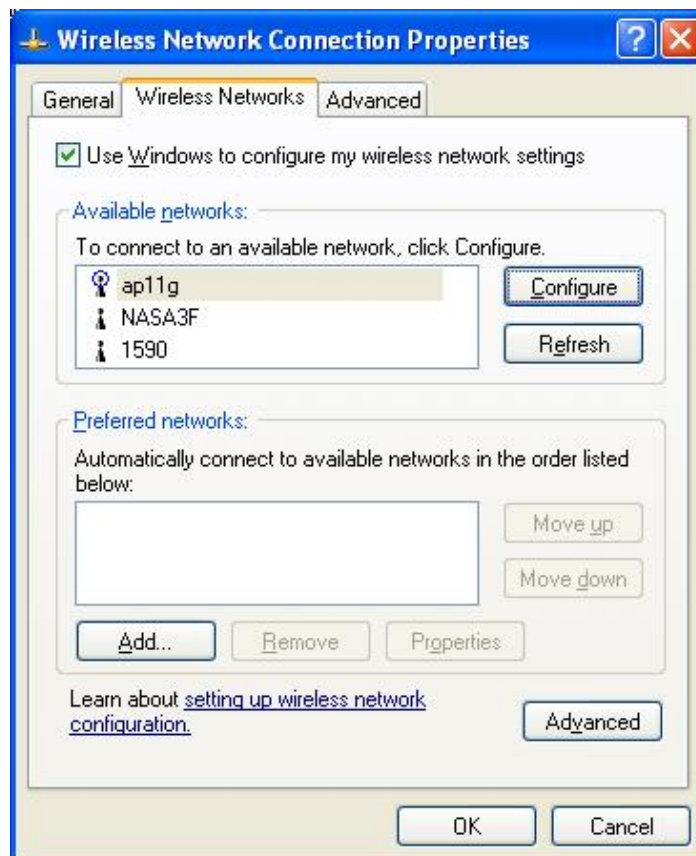 Wireless Network Connection Properties
General Wireless Networks Advanced
Use Windows to configure my wireless network settings
Available networks:
To connect to an available network, click Configure.
ap11g
Configure
NASA3F
1590
Refresh
Preferred networks:
Automatically connect to available networks in the order listed
below:
Move up
Move down
Add... Remove Properties
Learn about setting up wireless network
configuration.
Advanced
OK Cancel